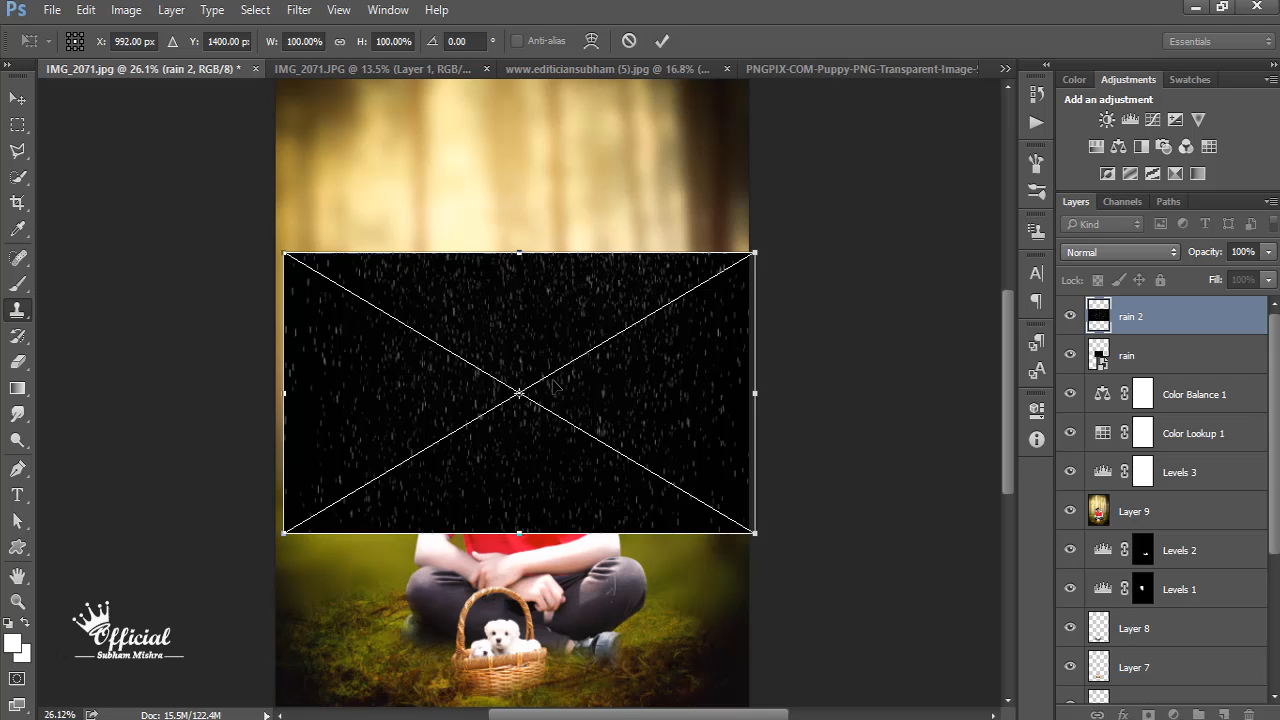 Ps File Edit Image Layer Type Select Filter View Window Help
X: 992.00 px Y: 1400.00 px W: 100.00% H: 100.00% 0.00 ° Anti-alias Essentials
IMG_2071.jpg @ 26.1% (rain 2, RGB/8) * × IMG_2071.JPG @ 13.5% (Layer 1, RGB/... × www.editiciansubham (5).jpg @ 16.8% (... × PNGPIX-COM-Puppy-PNG-Transparent-Image-
Color Adjustments Swatches
Add an adjustment
Layers Channels Paths
Kind
Normal Opacity: 100%
Lock: Fill: 100%
rain 2
rain
Color Balance 1
Color Lookup 1
Levels 3
Layer 9
Levels 2
Levels 1
Layer 8
Layer 7
Official
Subham Mishra
26.12% Doc: 15.5M/122.4M